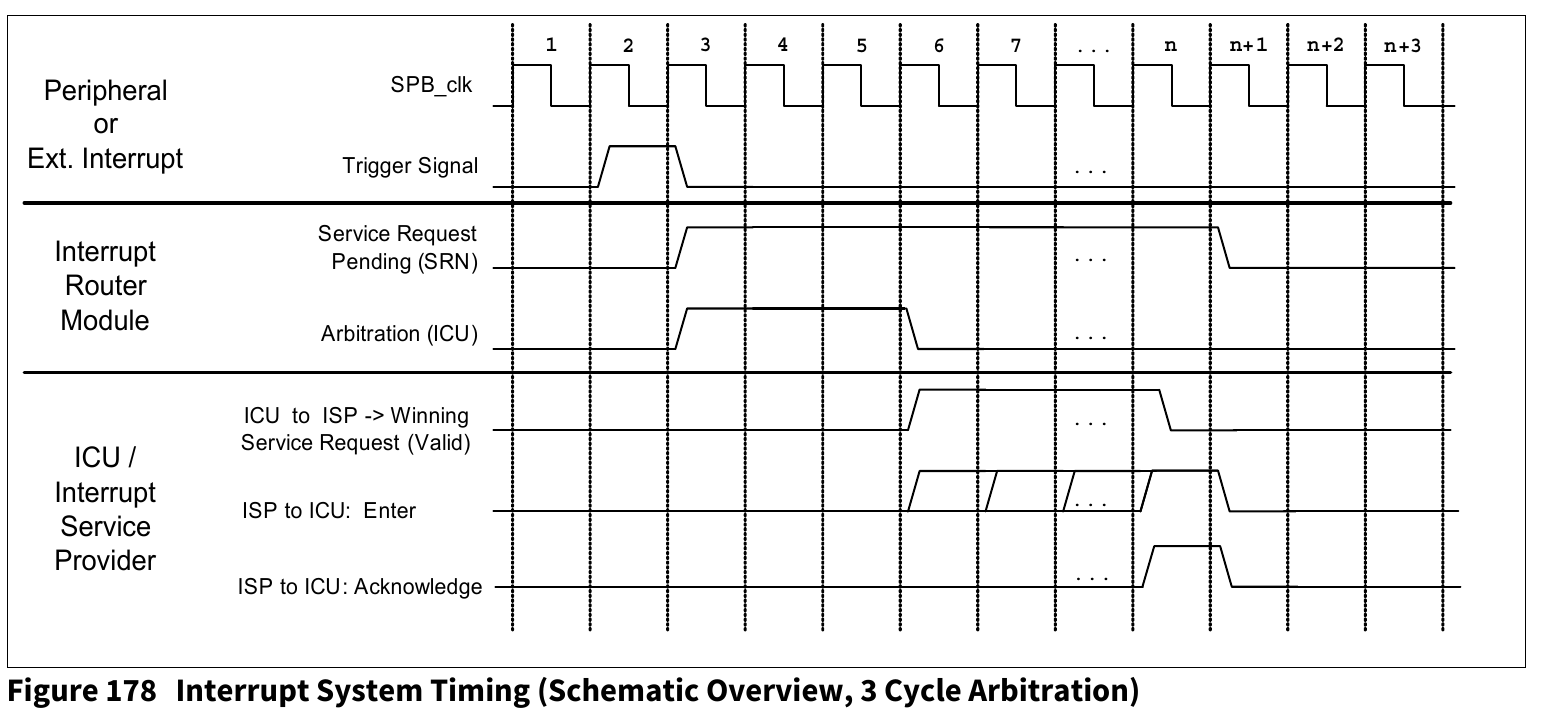 1 2 3 4 5 6 7 ... n n+1 n+2 n+3
Peripheral
or
Ext. Interrupt
SPB_clk
Trigger Signal
...
Interrupt
Router
Module
Service Request
Pending (SRN)
...
Arbitration (ICU)
...
ICU /
Interrupt
Service
Provider
ICU to ISP -> Winning
Service Request (Valid)
...
ISP to ICU: Enter
...
ISP to ICU: Acknowledge
...
Figure 178 Interrupt System Timing (Schematic Overview, 3 Cycle Arbitration)